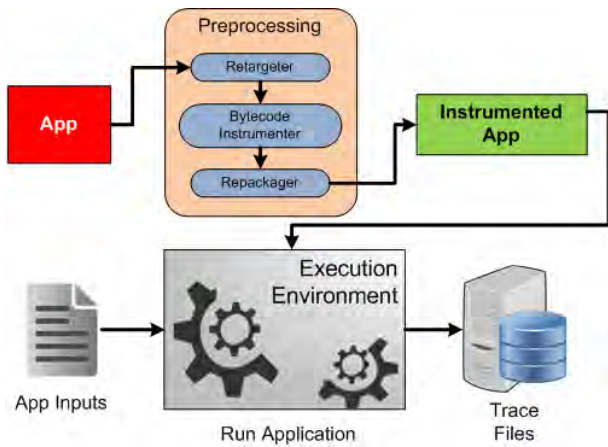 Preprocessing
Retargeter
App
Bytecode
Instrumenter
Instrumented
App
Repackager
Execution
Environment
App Inputs
Run Application
Trace
Files